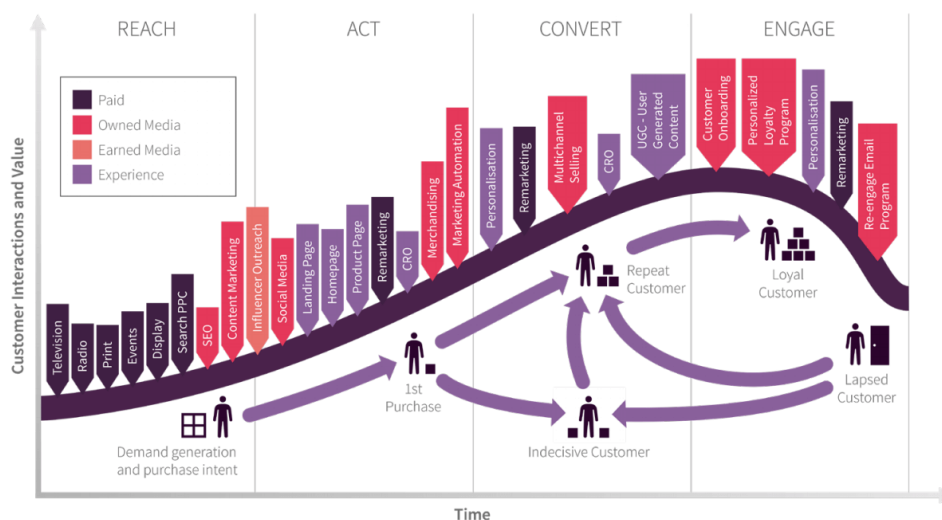 REACH
ACT
CONVERT
ENGAGE
Paid
Owned Media
Earned Media
Experience
Customer Interactions and Value
Television
Radio
Print
Events
Display
Search PPC
SEO
Content Marketing
Influencer Outreach
Social Media
Landing Page
Homepage
Product Page
Remarketing
CRO
Merchandising
Marketing Automation
Personalisation
Remarketing
Multichannel
Selling
CRO
UGC - User
Generated
Content
Customer
Onboarding
Personalized
Loyalty
Program
Personalisation
Remarketing
Re-engage Email
Program
Demand generation
and purchase intent
1st
Purchase
Repeat
Customer
Indecisive Customer
Loyal
Customer
Lapsed
Customer
Time